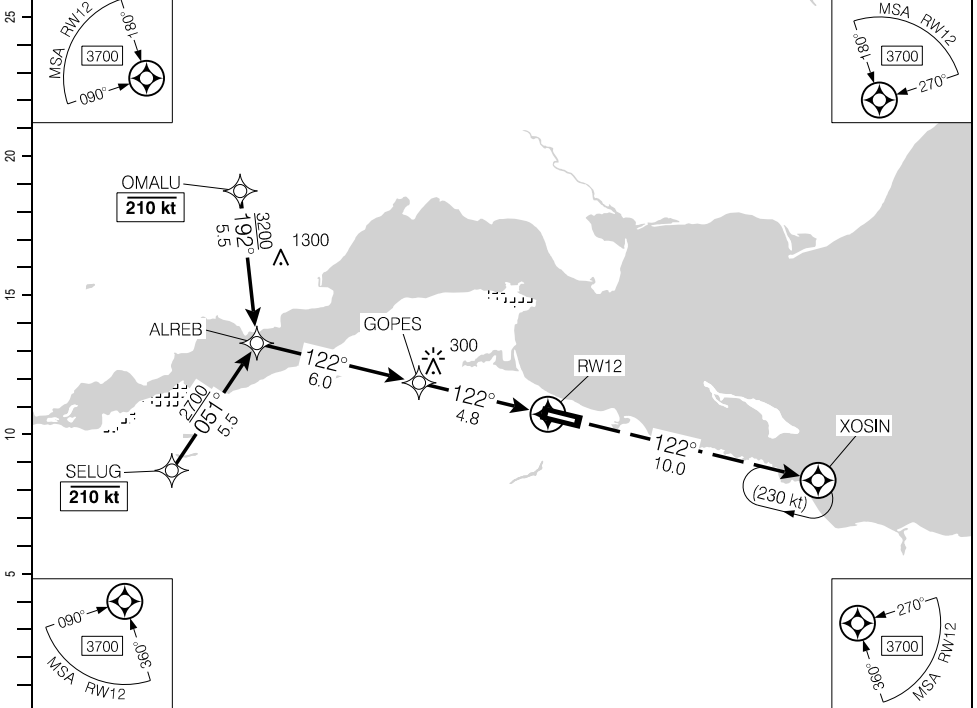 25
20
15
10
5
MSA RW12
180°
3700
090°
MSA RW12
180°
3700
270°
OMALU
210 kt
3200
192°
5.5
1300
ALREB
GOPES
300
122°
6.0
RW12
122°
4.8
2700
051°
5.5
XOSIN
122°
10.0
SELUG
210 kt
(230 kt)
090°
3700
360°
MSA RW12
270°
3700
360°
MSA RW12